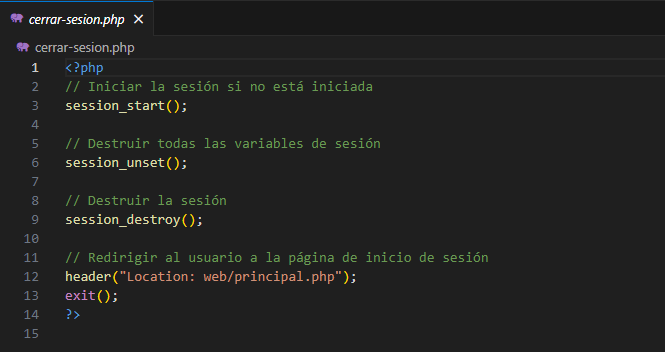 cerrar-sesion.php
cerrar-sesion.php
1 <?php
2 // Iniciar la sesión si no está iniciada
3 session_start();
4
5 // Destruir todas las variables de sesión
6 session_unset();
7
8 // Destruir la sesión
9 session_destroy();
10
11 // Redirigir al usuario a la página de inicio de sesión
12 header("Location: web/principal.php");
13 exit();
14 ?>
15